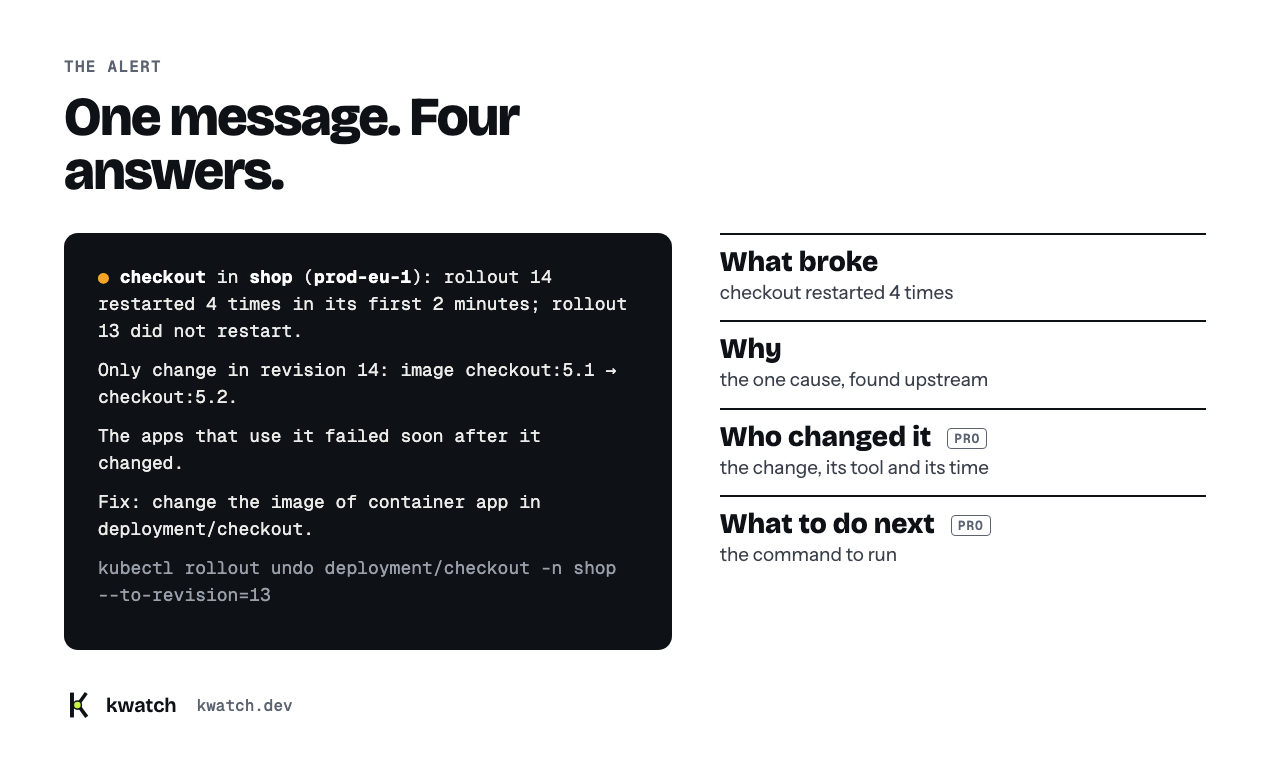 THE ALERT
One message. Four
answers.
checkout in shop (prod-eu-1): rollout 14
restarted 4 times in its first 2 minutes; rollout
13 did not restart.
Only change in revision 14: image checkout:5.1 →
checkout:5.2.
The apps that use it failed soon after it
changed.
Fix: change the image of container app in
deployment/checkout.
kubectl rollout undo deployment/checkout -n shop
--to-revision=13
What broke
checkout restarted 4 times
Why
the one cause, found upstream
Who changed it PRO
the change, its tool and its time
What to do next PRO
the command to run
kwatch kwatch.dev